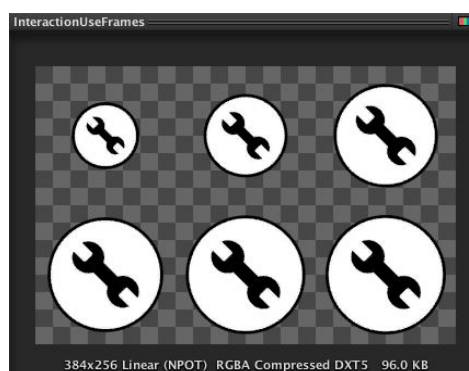 InteractionUseFrames
384x256 Linear (NPOT)  RGBA Compressed DXT5   96.0 KB